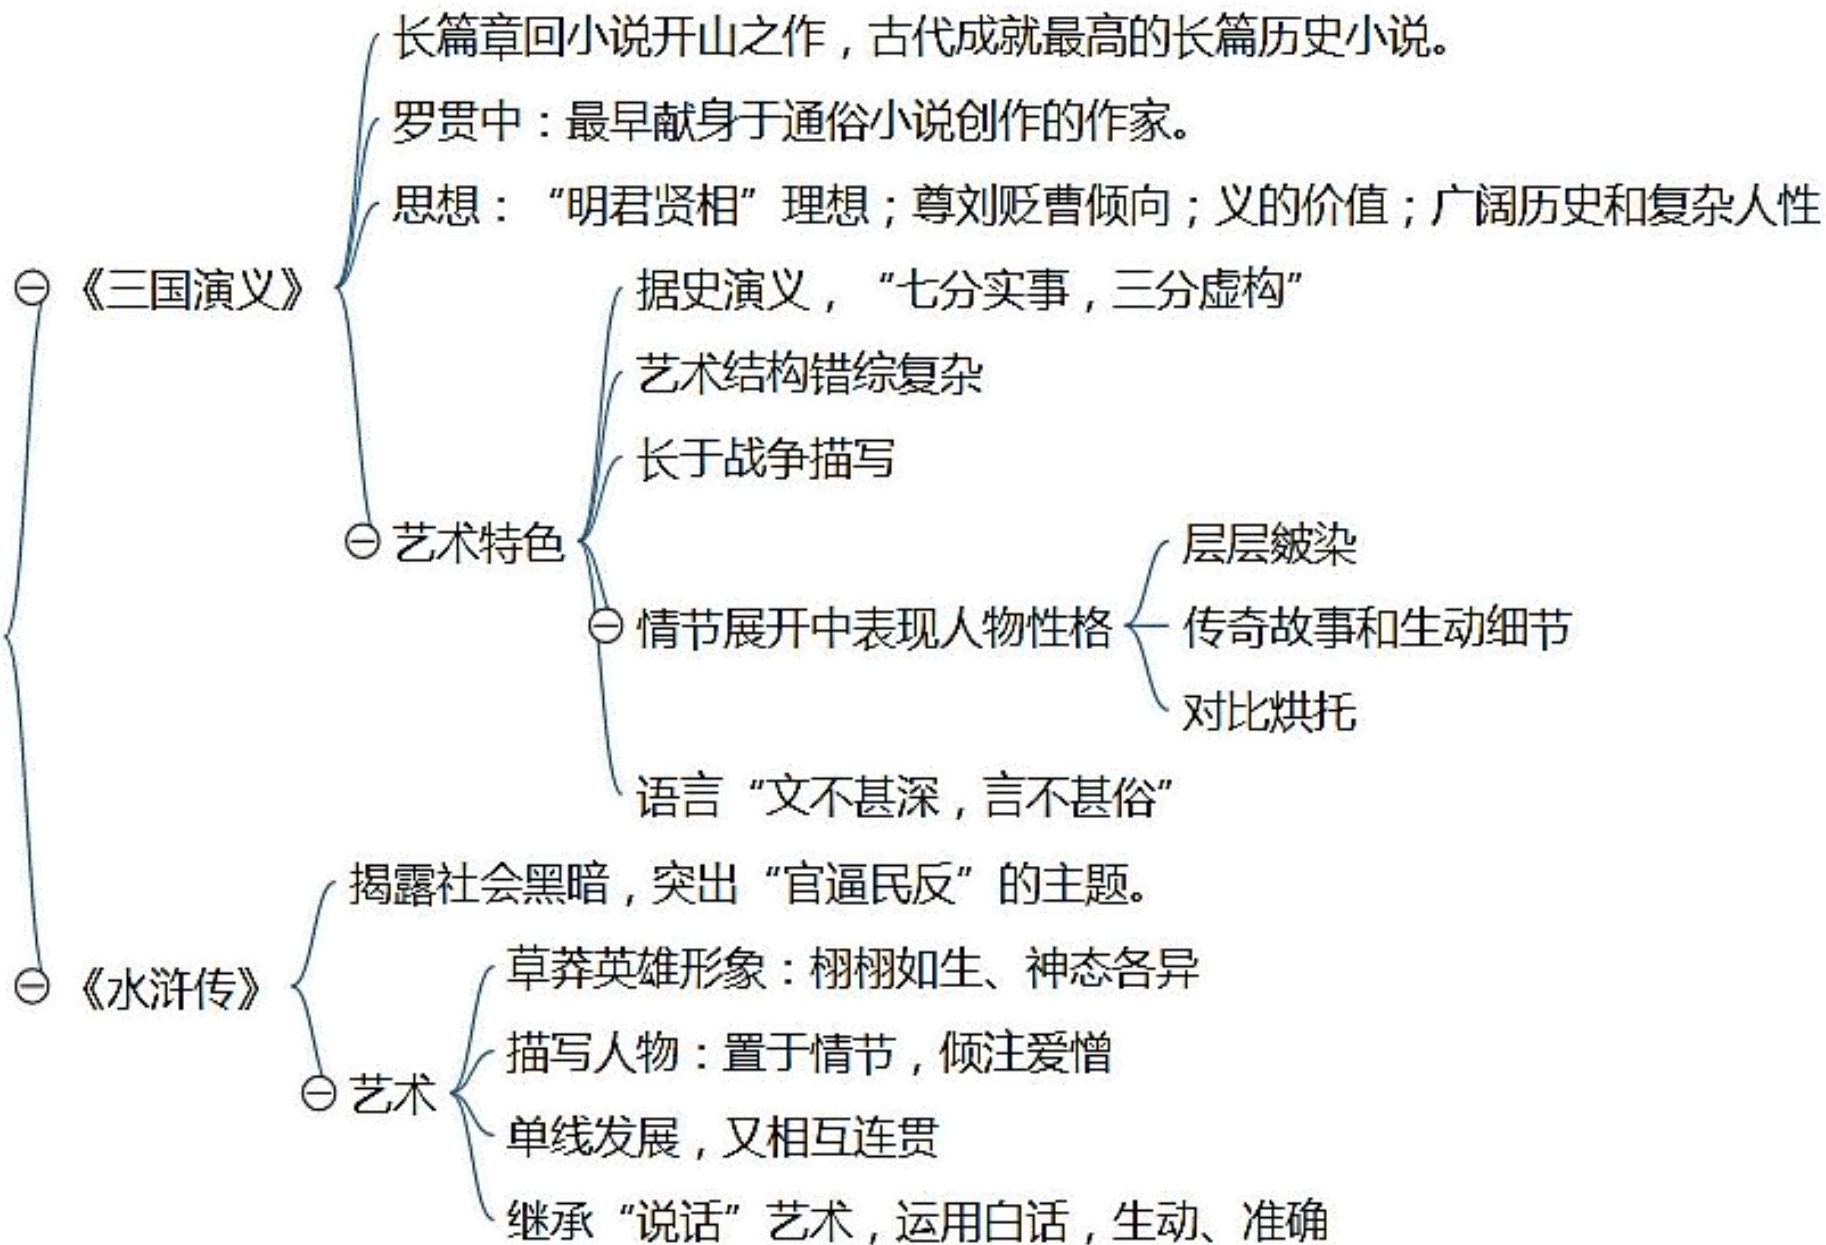 长篇章回小说开山之作，古代成就最高的长篇历史小说。
罗贯中：最早献身于通俗小说创作的作家。
思想：“明君贤相”理想；尊刘贬曹倾向；义的价值；广阔历史和复杂人性
《三国演义》
据史演义，“七分实事，三分虚构”
艺术结构错综复杂
长于战争描写
艺术特色
层层皴染
情节展开中表现人物性格
传奇故事和生动细节
对比烘托
语言“文不甚深，言不甚俗”
揭露社会黑暗，突出“官逼民反”的主题。
《水浒传》
草莽英雄形象：栩栩如生、神态各异
描写人物：置于情节，倾注爱憎
艺术
单线发展，又相互连贯
继承“说话”艺术，运用白话，生动、准确